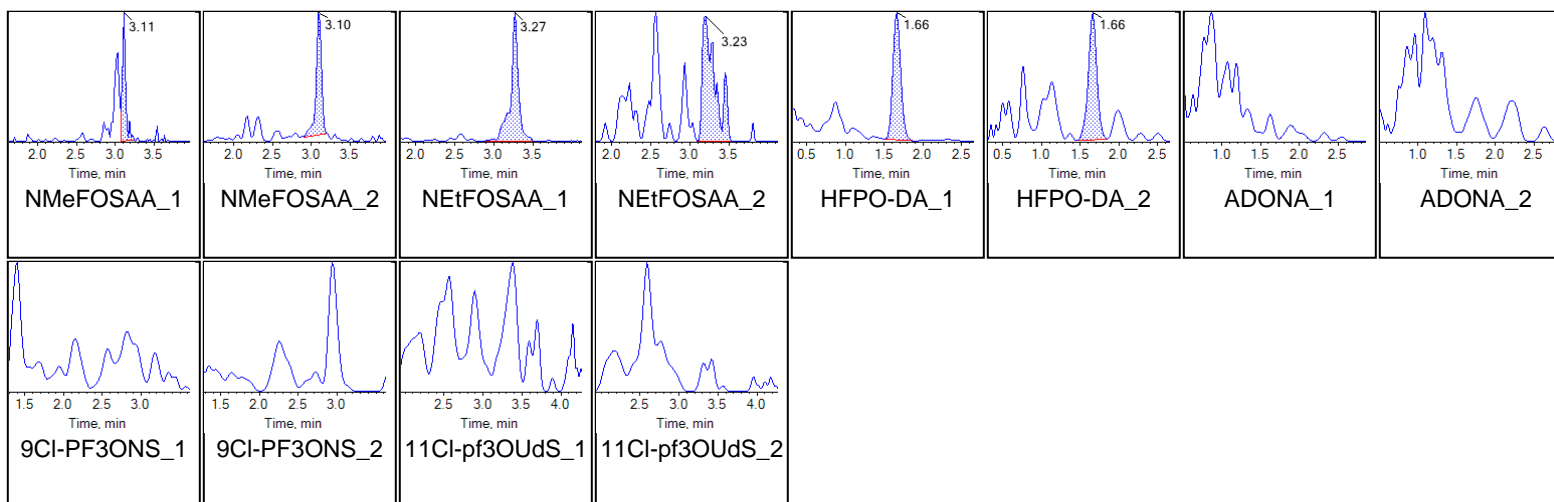 3.11
2.0 2.5 3.0 3.5
Time, min
NMeFOSAA_1
3.10
2.0 2.5 3.0 3.5
Time, min
NMeFOSAA_2
3.27
2.0 2.5 3.0 3.5
Time, min
NEtFOSAA_1
3.23
2.0 2.5 3.0 3.5
Time, min
NEtFOSAA_2
1.66
0.5 1.0 1.5 2.0 2.5
Time, min
HFPO-DA_1
1.66
0.5 1.0 1.5 2.0 2.5
Time, min
HFPO-DA_2
1.0 1.5 2.0 2.5
Time, min
ADONA_1
1.0 1.5 2.0 2.5
Time, min
ADONA_2
1.5 2.0 2.5 3.0
Time, min
9Cl-PF3ONS_1
1.5 2.0 2.5 3.0
Time, min
9Cl-PF3ONS_2
2.5 3.0 3.5 4.0
Time, min
11Cl-pf3OUdS_1
2.5 3.0 3.5 4.0
Time, min
11Cl-pf3OUdS_2